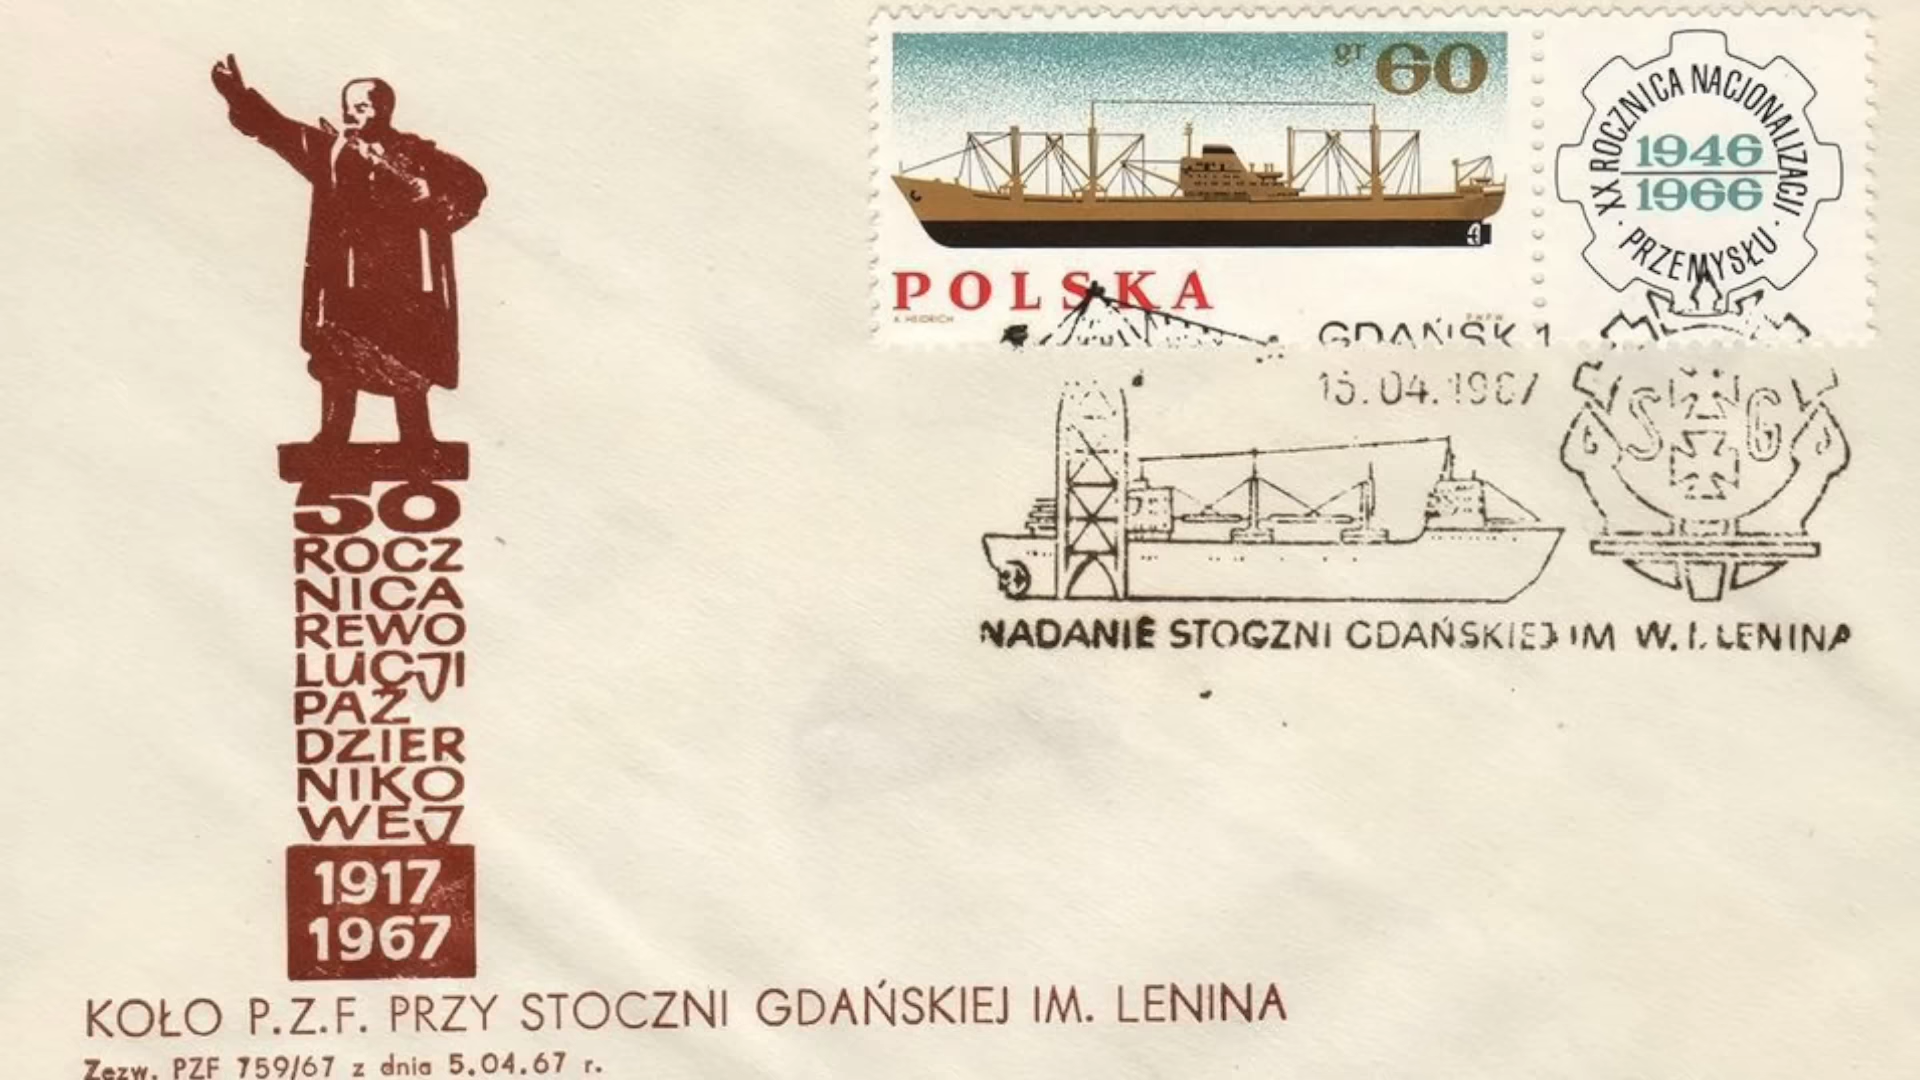 gr 60
POLSKA
A. HEIDRICH
PWPW
XX ROCZNICA NACJONALIZACJI
· PRZEMYSŁU ·
1946
1966
GDAŃSK 1
15.04.1967
S G
NADANIE STOCZNI GDAŃSKIEJ IM W. I. LENINA
50
ROCZ
NICA
REWO
LUCJI
PAŹ
DZIER
NIKO
WEJ
1917
1967
KOŁO P.Z.F. PRZY STOCZNI GDAŃSKIEJ IM. LENINA
Zezw. PZF 759/67 z dnia 5.04.67 r.